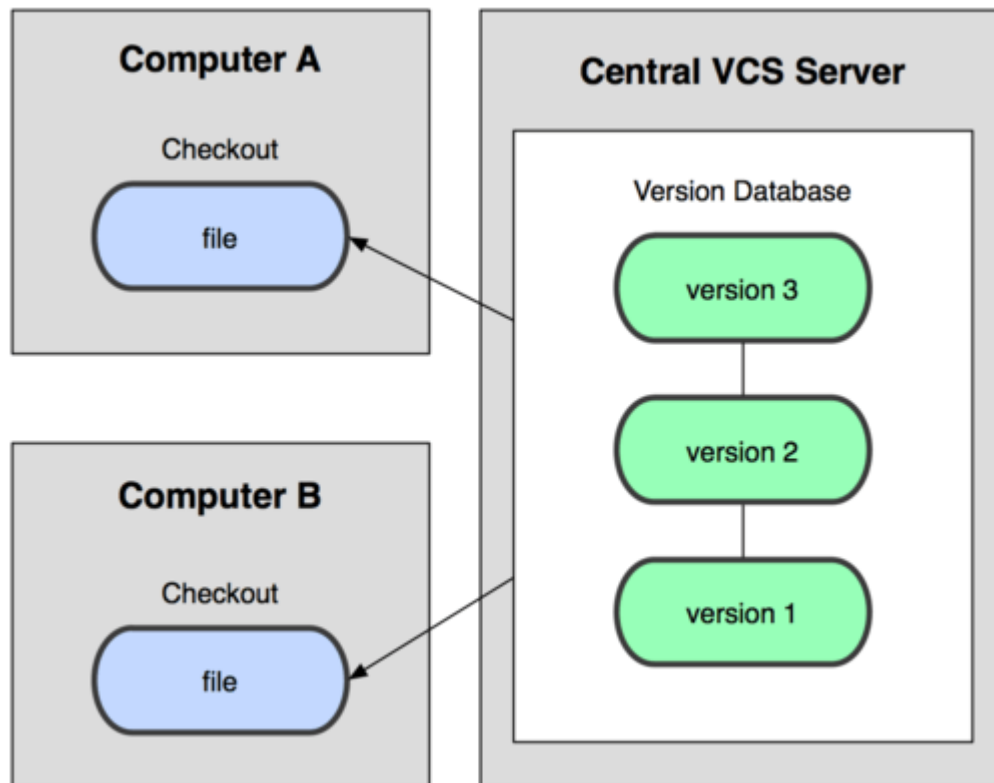 Computer A
Checkout
file
Computer B
Checkout
file
Central VCS Server
Version Database
version 3
version 2
version 1